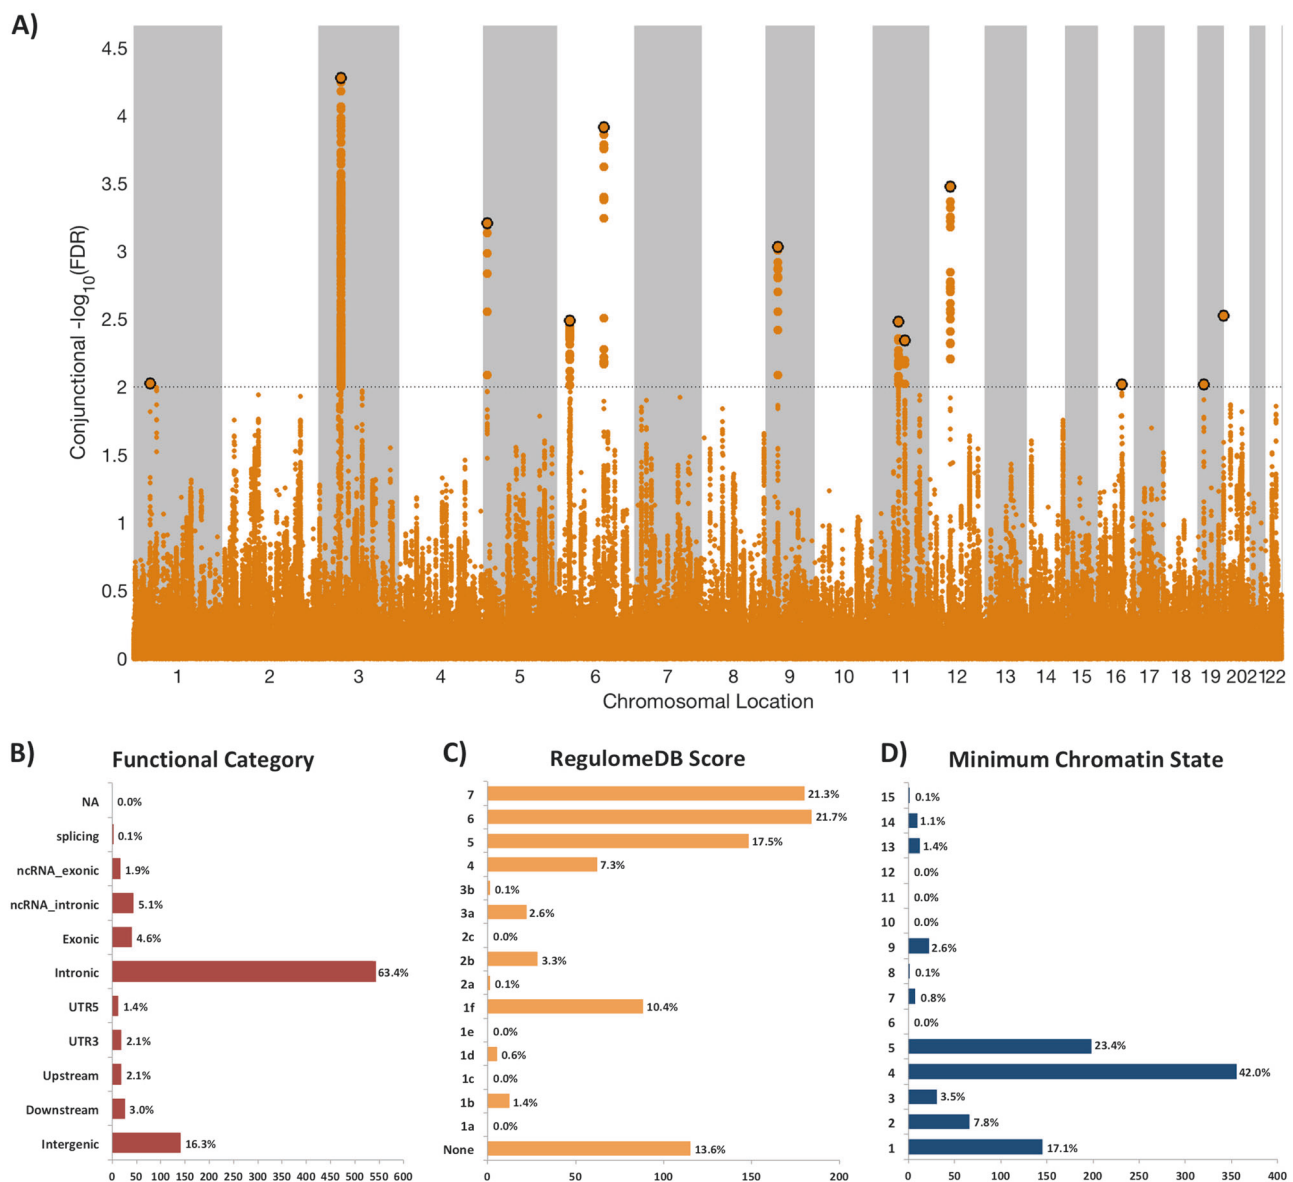 A)
4.5
4
3.5
3
2.5
2
1.5
1
0.5
0
Conjunctional -log10(FDR)
1 2 3 4 5 6 7 8 9 10 11 12 13 14 15 16 17 18 19 20 21 22
Chromosomal Location
B) Functional Category
NA 0.0%
splicing 0.1%
ncRNA_exonic 1.9%
ncRNA_intronic 5.1%
Exonic 4.6%
Intronic 63.4%
UTR5 1.4%
UTR3 2.1%
Upstream 2.1%
Downstream 3.0%
Intergenic 16.3%
0 50 100 150 200 250 300 350 400 450 500 550 600
C) RegulomeDB Score
7 21.3%
6 21.7%
5 17.5%
4 7.3%
3b 0.1%
3a 2.6%
2c 0.0%
2b 3.3%
2a 0.1%
1f 10.4%
1e 0.0%
1d 0.6%
1c 0.0%
1b 1.4%
1a 0.0%
None 13.6%
0 50 100 150 200
D) Minimum Chromatin State
15 0.1%
14 1.1%
13 1.4%
12 0.0%
11 0.0%
10 0.0%
9 2.6%
8 0.1%
7 0.8%
6 0.0%
5 23.4%
4 42.0%
3 3.5%
2 7.8%
1 17.1%
0 50 100 150 200 250 300 350 400